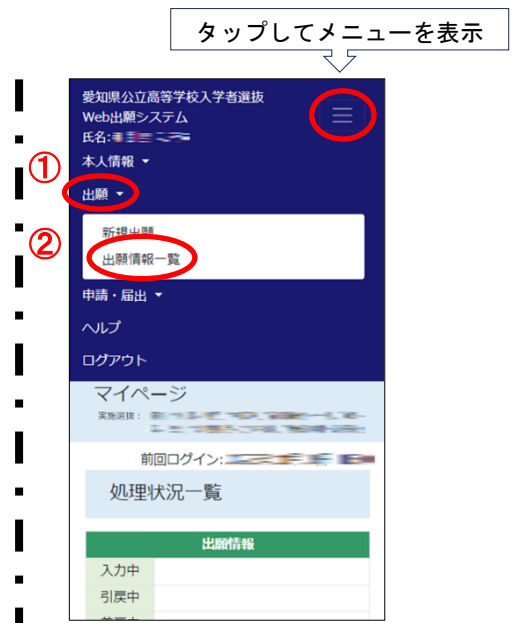 タップしてメニューを表示
愛知県公立高等学校入学者選抜
Web出願システム
氏名:
本人情報
①
出願
②
新規出願
出願情報一覧
申請・届出
ヘルプ
ログアウト
マイページ
実施選抜:
前回ログイン:
処理状況一覧
出願情報
入力中
引戻中